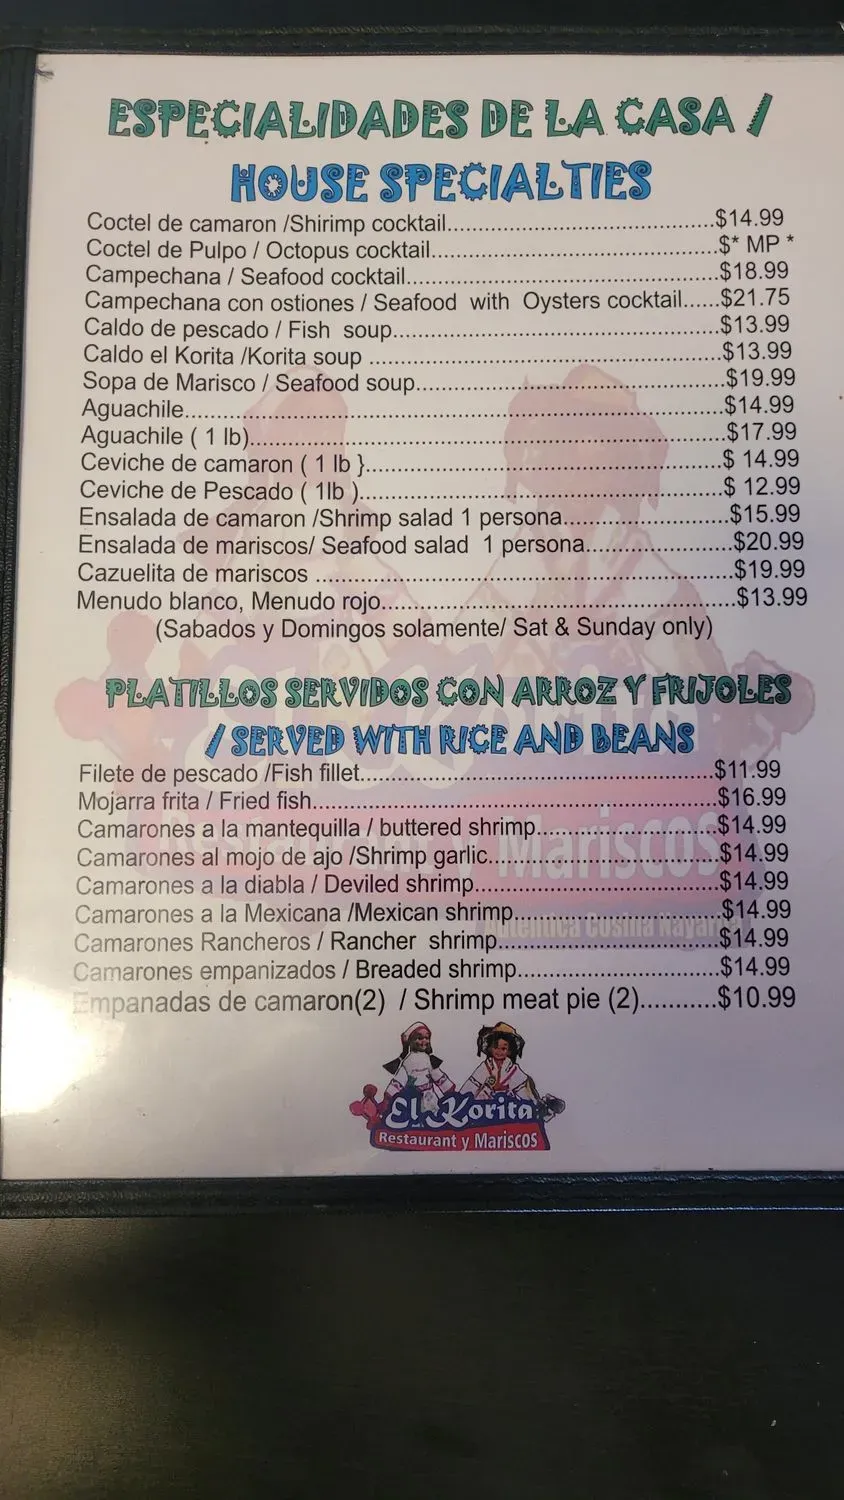 ESPECIALIDADES DE LA CASA /
HOUSE SPECIALTIES
Coctel de camaron /Shirimp cocktail..........................................$14.99
Coctel de Pulpo / Octopus cocktail.............................................$* MP *
Campechana / Seafood cocktail.................................................$18.99
Campechana con ostiones / Seafood with Oysters cocktail......$21.75
Caldo de pescado / Fish soup...................................................$13.99
Caldo el Korita /Korita soup .......................................................$13.99
Sopa de Marisco / Seafood soup................................................$19.99
Aguachile....................................................................................$14.99
Aguachile ( 1 lb)..........................................................................$17.99
Ceviche de camaron ( 1 lb }.......................................................$ 14.99
Ceviche de Pescado ( 1lb )........................................................$ 12.99
Ensalada de camaron /Shrimp salad 1 persona..........................$15.99
Ensalada de mariscos/ Seafood salad 1 persona.......................$20.99
Cazuelita de mariscos .................................................................$19.99
Menudo blanco, Menudo rojo.......................................................$13.99
(Sabados y Domingos solamente/ Sat & Sunday only)
PLATILLOS SERVIDOS CON ARROZ Y FRIJOLES
/ SERVED WITH RICE AND BEANS
Filete de pescado /Fish fillet.......................................................$11.99
Mojarra frita / Fried fish...............................................................$16.99
Camarones a la mantequilla / buttered shrimp............................$14.99
Camarones al mojo de ajo /Shrimp garlic....................................$14.99
Camarones a la diabla / Deviled shrimp......................................$14.99
Camarones a la Mexicana /Mexican shrimp................................$14.99
Camarones Rancheros / Rancher shrimp...................................$14.99
Camarones empanizados / Breaded shrimp................................$14.99
Empanadas de camaron(2) / Shrimp meat pie (2)...........$10.99
El Korita
Restaurant y Mariscos